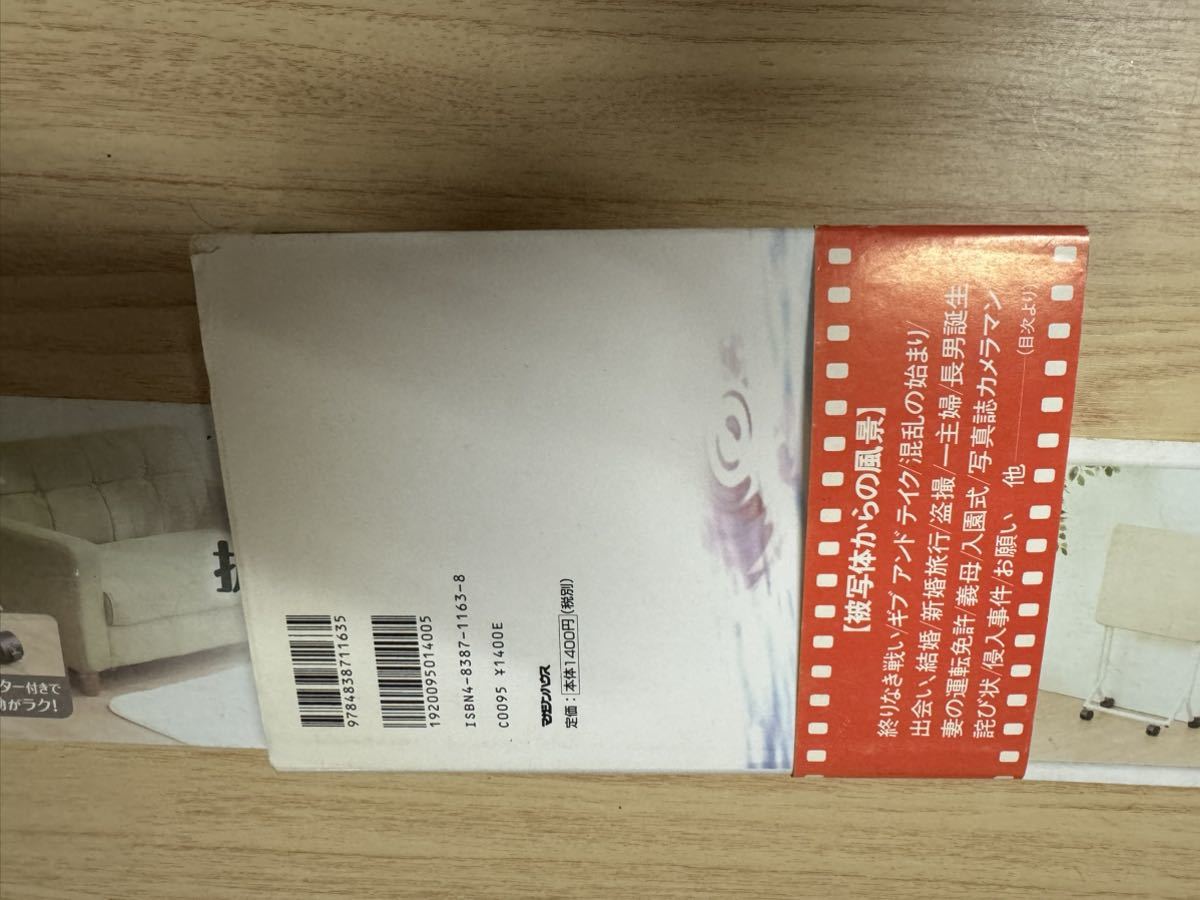 9784838711635
1920095014005
ISBN4-8387-1163-8
C0095 ¥1400E
マガジンハウス
定価：本体1400円(税別)
【被写体からの風景】
終りなき戦い/ギブ アンド テイク/混乱の始まり/
出会い、結婚/新婚旅行/盗撮/一主婦/長男誕生
妻の運転免許/義母/入園式/写真誌カメラマン
詫び状/侵入事件/お願い 他
(目次より)
ター付きで
がラク!